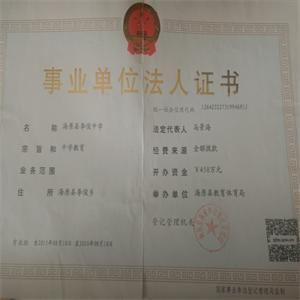 事业单位法人证书
统一社会信用代码
名称 海原县李俊中学
法定代表人 马景海
宗旨和
业务范围 中学教育
经费来源 全额拨款
开办资金 ￥458万元
住所 海原县李俊乡
举办单位 海原县教育体育局
登记管理机关
国家事业单位登记管理局监制